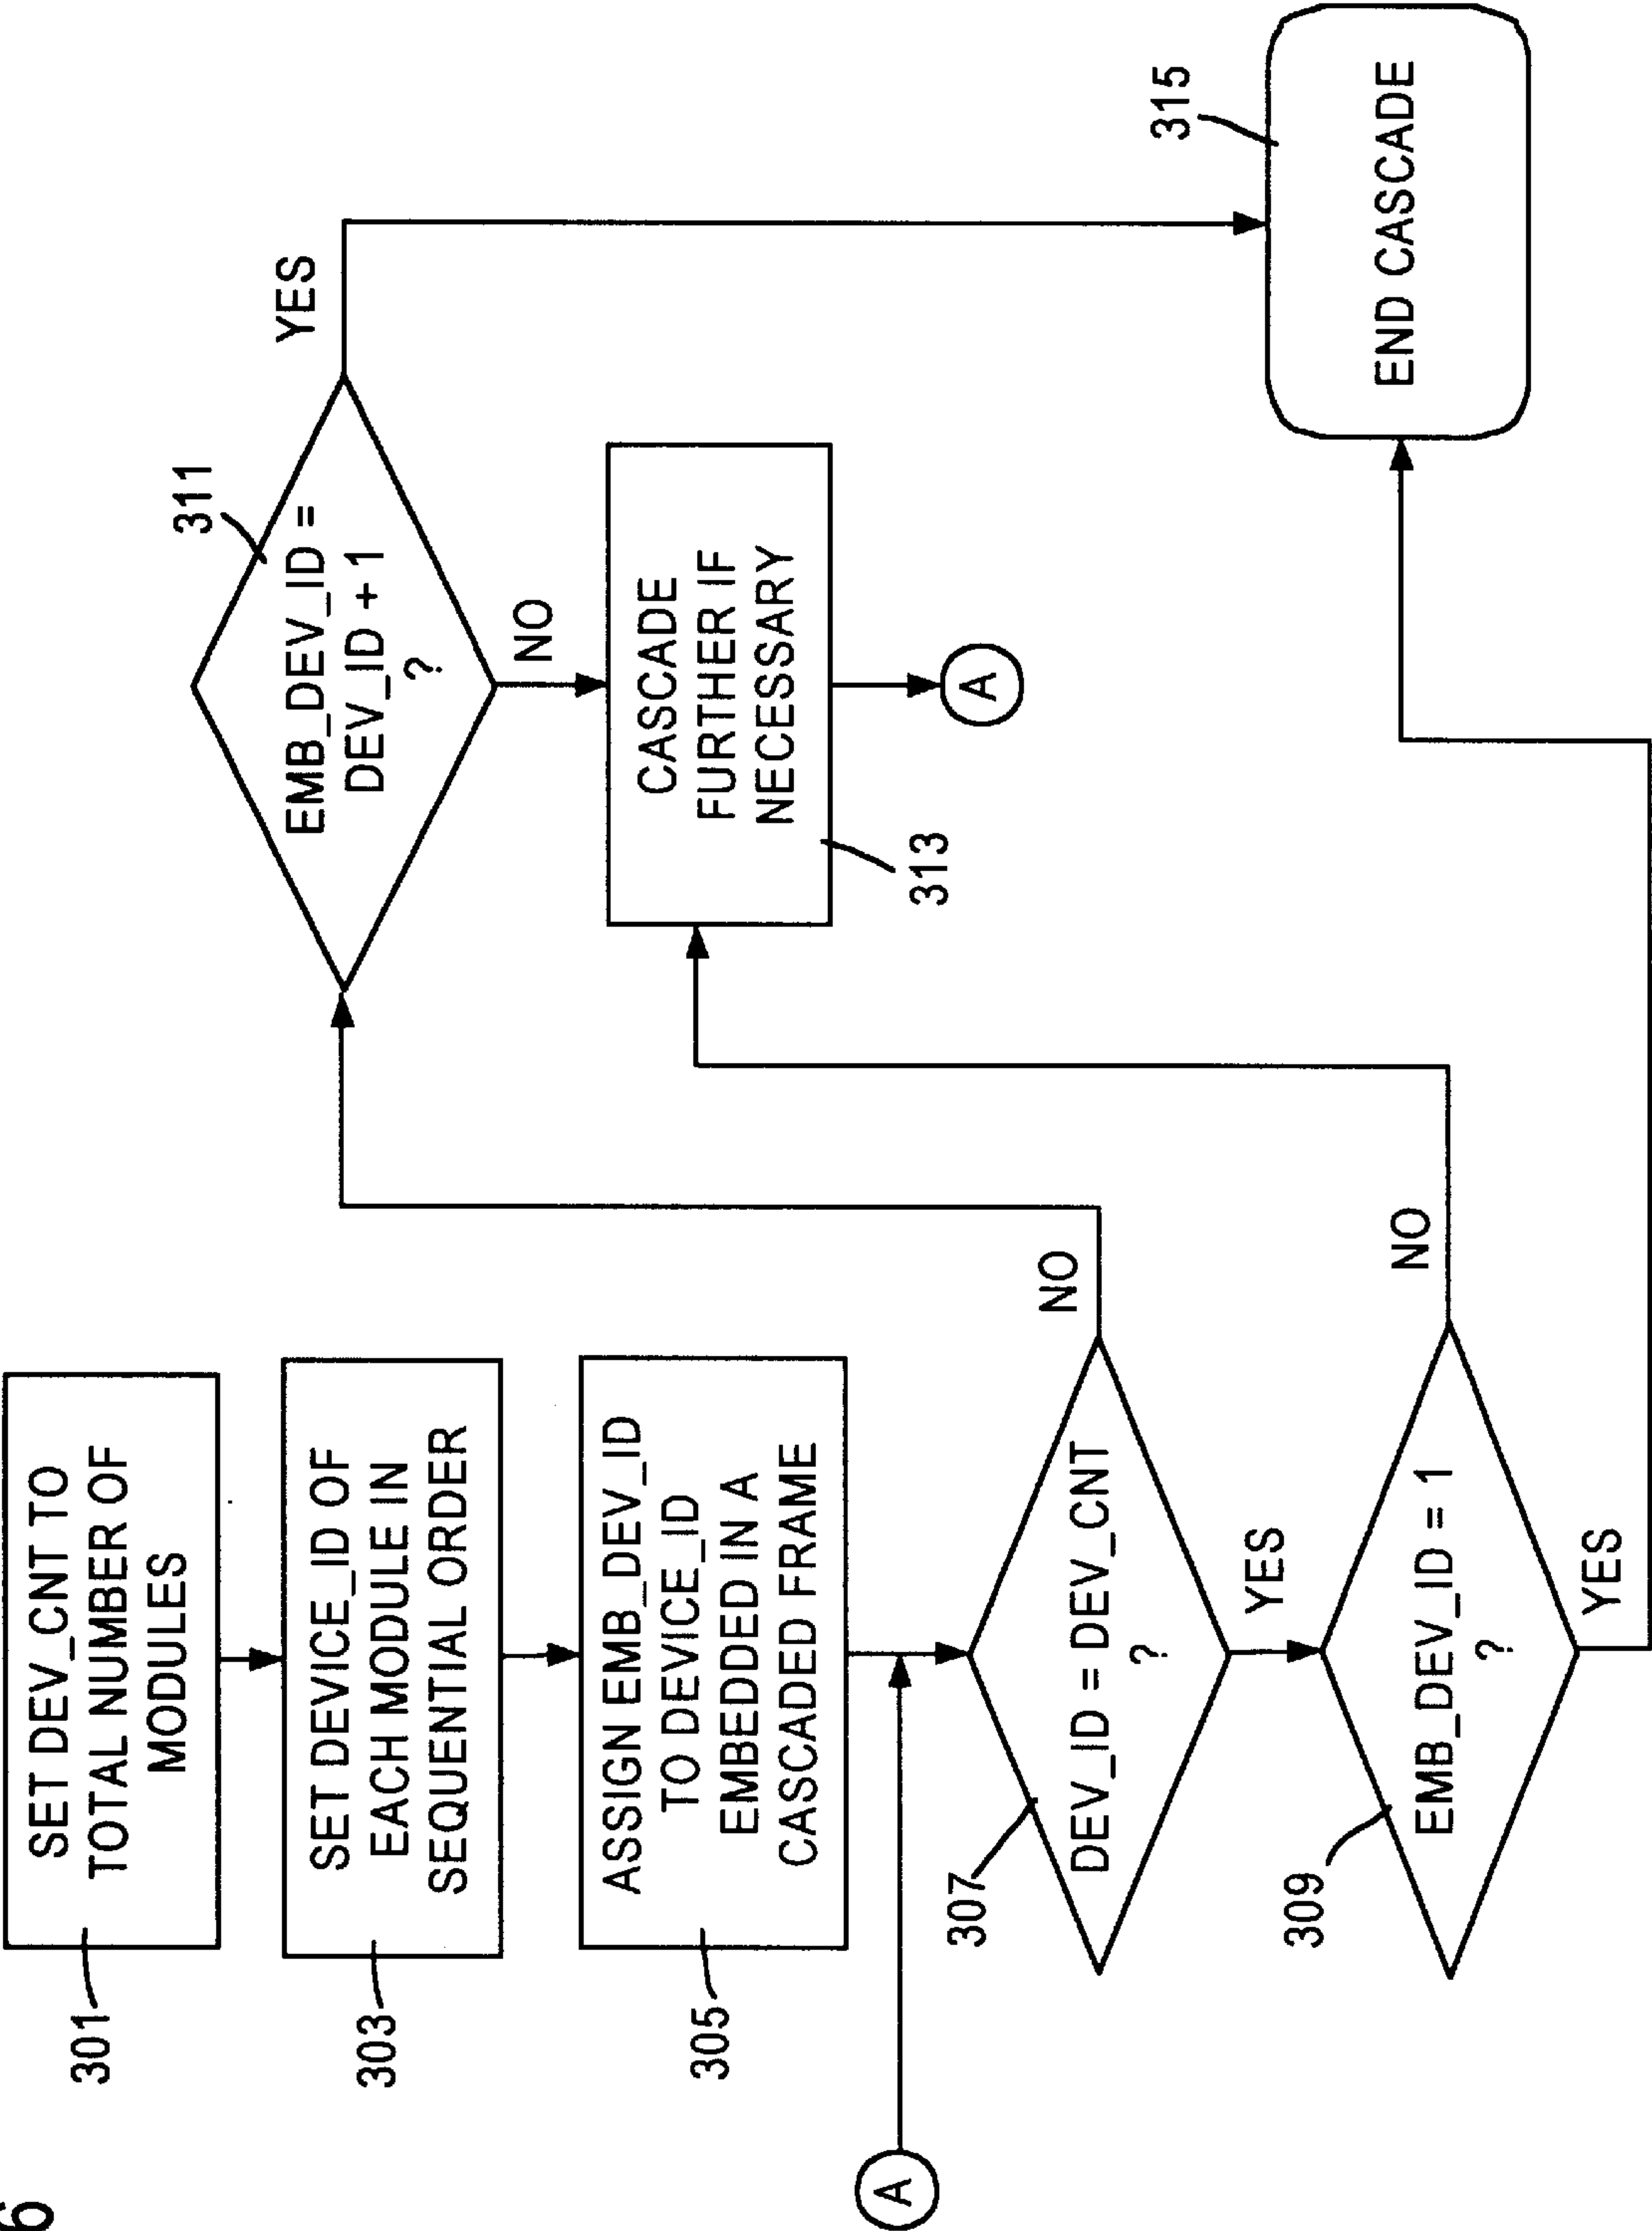 6
301
SET DEV_CNT TO
TOTAL NUMBER OF
MODULES
303
SET DEVICE_ID OF
EACH MODULE IN
SEQUENTIAL ORDER
305
ASSIGN EMB_DEV_ID
TO DEVICE_ID
EMBEDDED IN A
CASCADED FRAME
A
307
DEV_ID = DEV_CNT
?
NO
YES
309
EMB_DEV_ID = 1
?
NO
YES
311
EMB_DEV_ID =
DEV_ID + 1
?
YES
NO
CASCADE
FURTHER IF
NECESSARY
313
A
315
END CASCADE